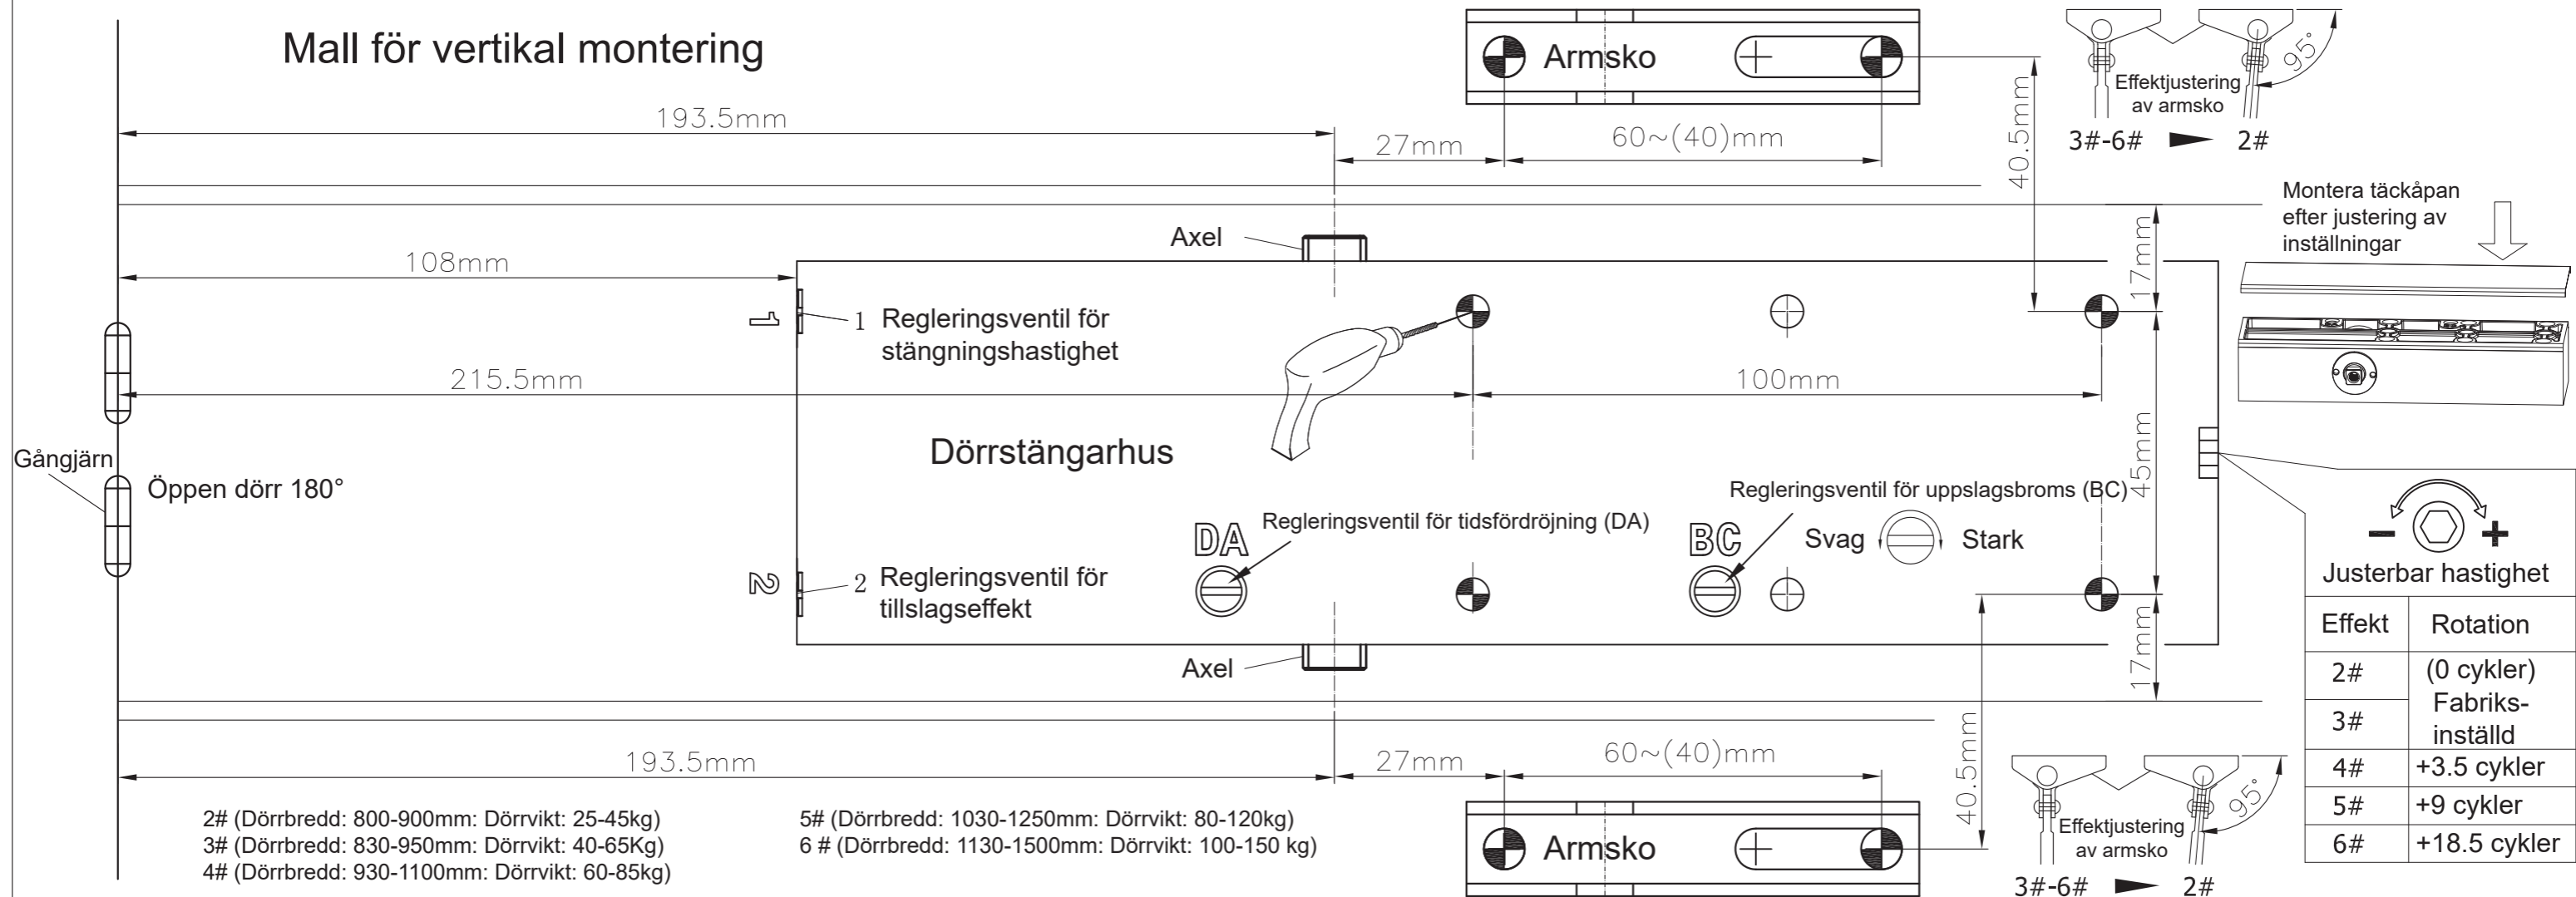 Mall för vertikal montering
Armsko
Effektjustering
av armsko
95°
3#-6#
2#
193.5mm
27mm
60~(40)mm
40.5mm
Montera täckåpan
efter justering av
inställningar
Axel
17mm
108mm
1
1 Regleringsventil för
stängningshastighet
215.5mm
100mm
Gångjärn
Öppen dörr 180°
Dörrstängarhus
45mm
Regleringsventil för uppslagsbroms (BC)
Regleringsventil för tidsfördröjning (DA)
DA
BC
Svag
Stark
2
2 Regleringsventil för
tillslagseffekt
Axel
17mm
- +
Justerbar hastighet
Effekt Rotation
2# (0 cykler)
Fabriks-
3# inställd
4# +3.5 cykler
5# +9 cykler
6# +18.5 cykler
193.5mm
27mm
60~(40)mm
40.5mm
2# (Dörrbredd: 800-900mm: Dörrvikt: 25-45kg)
3# (Dörrbredd: 830-950mm: Dörrvikt: 40-65Kg)
4# (Dörrbredd: 930-1100mm: Dörrvikt: 60-85kg)
5# (Dörrbredd: 1030-1250mm: Dörrvikt: 80-120kg)
6 # (Dörrbredd: 1130-1500mm: Dörrvikt: 100-150 kg)
Armsko
Effektjustering
av armsko
95°
3#-6#
2#